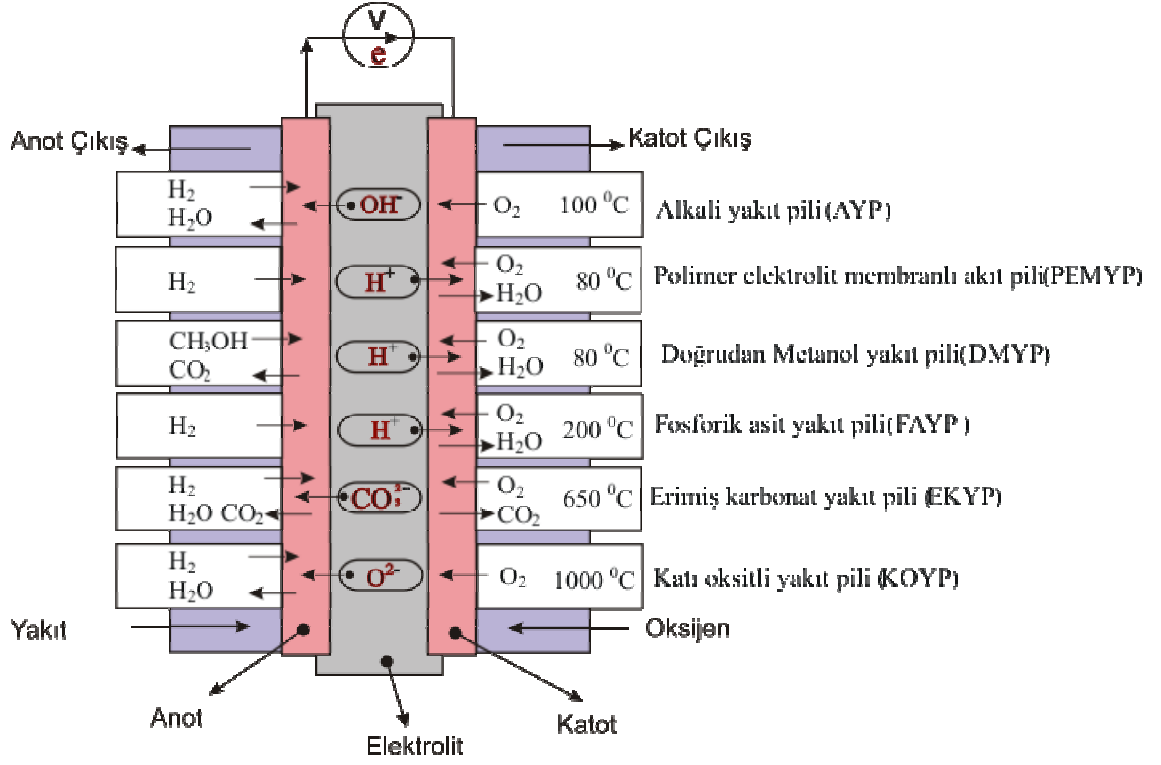 V
e
Anot Çıkış
Katot Çıkış
H₂
H₂O
OH⁻
O₂
100 ⁰C
Alkali yakıt pili(AYP)
H₂
H⁺
O₂
H₂O
80 ⁰C
Polimer elektrolit membranlı akıt pili(PEMYP)
CH₃OH
CO₂
H⁺
O₂
H₂O
80 ⁰C
Doğrudan Metanol yakıt pili(DMYP)
H₂
H⁺
O₂
H₂O
200 ⁰C
Fosforik asit yakıt pili(FAYP )
H₂
H₂O CO₂
CO₃²⁻
O₂
CO₂
650 ⁰C
Erimiş karbonat yakıt pili (EKYP)
H₂
H₂O
O²⁻
O₂
1000 ⁰C
Katı oksitli yakıt pili (KOYP)
Yakıt
Oksijen
Anot
Elektrolit
Katot